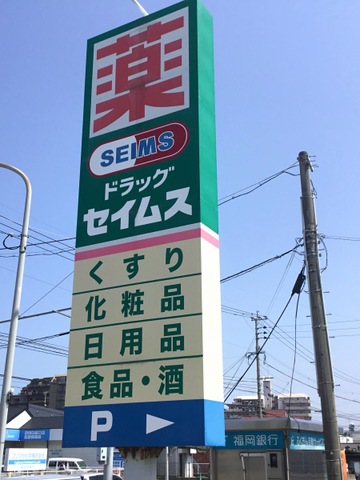 薬
SEIMS
ドラッグ
セイムス
くすり
化粧品
日用品
食品・酒
P
福岡銀行